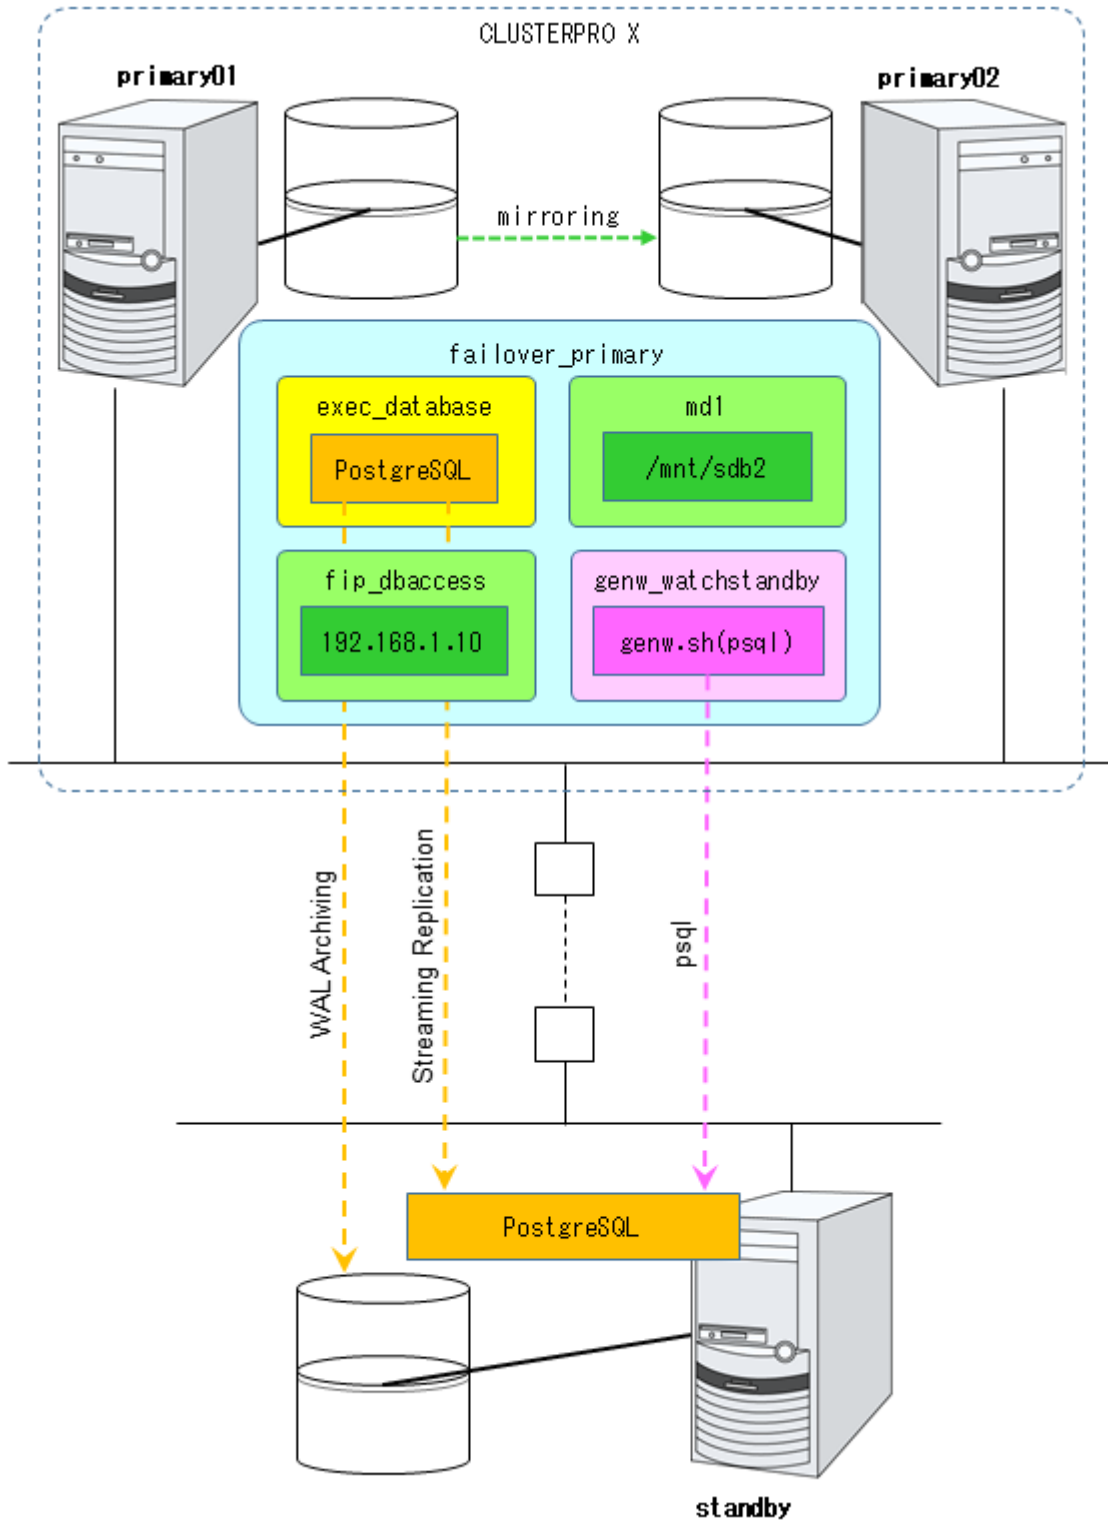 CLUSTERPRO X
primary01
primary02
mirroring
failover_primary
exec_database
md1
PostgreSQL
/mnt/sdb2
fip_dbaccess
genw_watchstandby
192.168.1.10
genw.sh(psql)
WAL Archiving
Streaming Replication
psql
PostgreSQL
standby